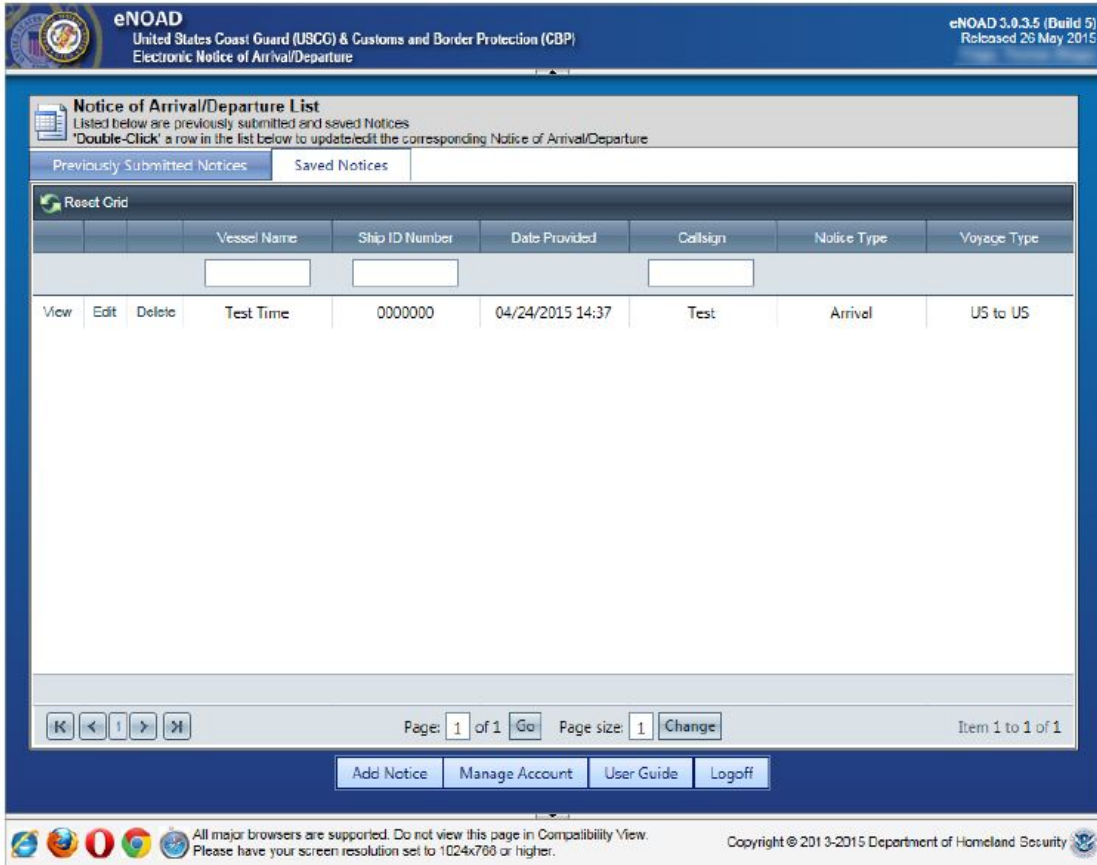 eNOAD
United States Coast Guard (USCG) & Customs and Border Protection (CBP)
Electronic Notice of Arrival/Departure
eNOAD 3.0.3.5 (Build 5)
Released 26 May 2015
Notice of Arrival/Departure List
Listed below are previously submitted and saved Notices
'Double-Click' a row in the list below to update/edit the corresponding Notice of Arrival/Departure
Previously Submitted Notices Saved Notices
Reset Grid
Vessel Name Ship ID Number Date Provided Callsign Notice Type Voyage Type
View Edit Delete Test Time 0000000 04/24/2015 14:37 Test Arrival US to US
1 Page: 1 of 1 Go Page size: 1 Change Item 1 to 1 of 1
Add Notice Manage Account User Guide Logoff
All major browsers are supported. Do not view this page in Compatibility View.
Please have your screen resolution set to 1024x768 or higher.
Copyright © 2013-2015 Department of Homeland Security